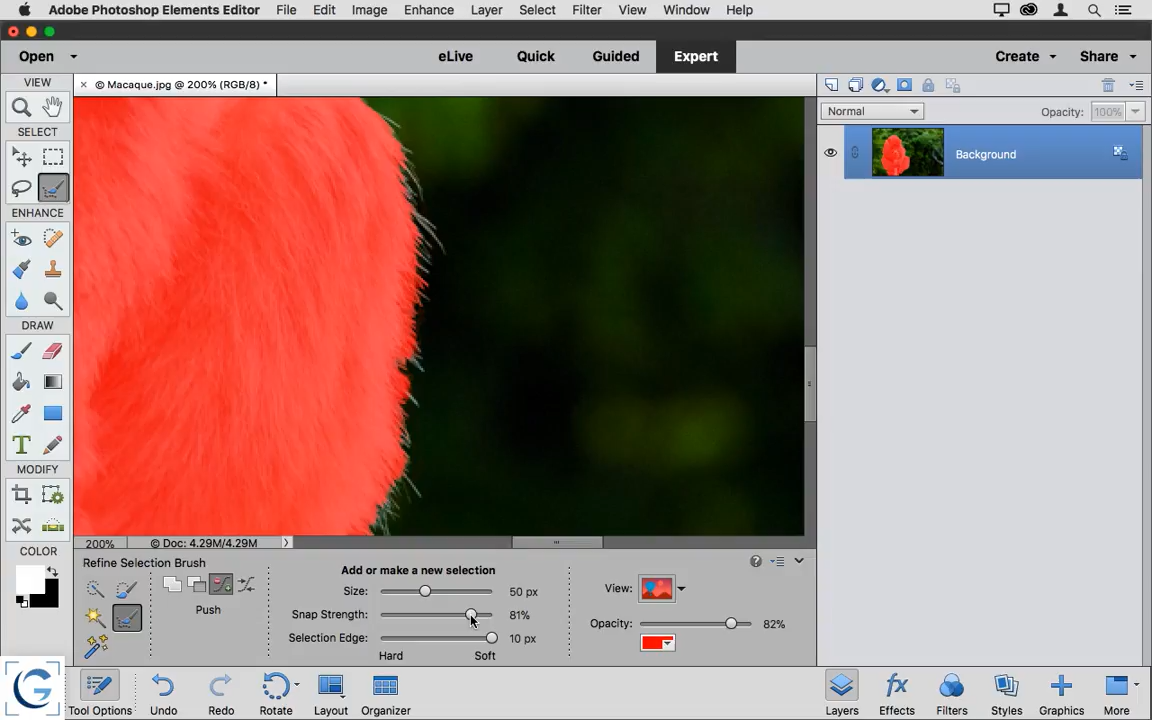 Adobe Photoshop Elements Editor File Edit Image Enhance Layer Select Filter View Window Help
Open eLive Quick Guided Expert Create Share
VIEW
× © Macaque.jpg @ 200% (RGB/8) *
Normal Opacity: 100%
SELECT
Background
ENHANCE
DRAW
T
MODIFY
COLOR
200% © Doc: 4.29M/4.29M
Refine Selection Brush
Add or make a new selection
Size: 50 px
View:
Push
Snap Strength: 81%
Opacity: 82%
Selection Edge: 10 px
Hard Soft
G
Tool Options Undo Redo Rotate Layout Organizer Layers Effects Filters Styles Graphics More